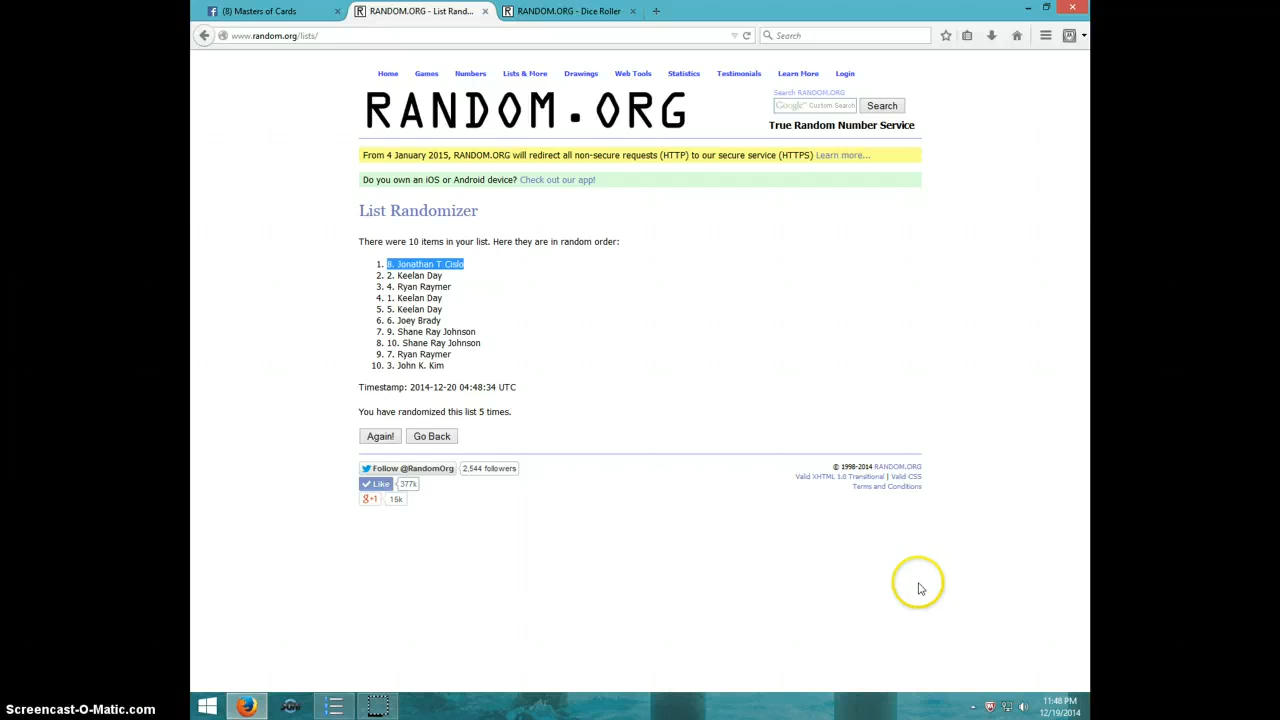 (8) Masters of Cards
RANDOM.ORG - List Rand...
RANDOM.ORG - Dice Roller
www.random.org/lists/
Search
Home Games Numbers Lists & More Drawings Web Tools Statistics Testimonials Learn More Login
RANDOM.ORG
Search RANDOM.ORG
Google™ Custom Search Search
True Random Number Service
From 4 January 2015, RANDOM.ORG will redirect all non-secure requests (HTTP) to our secure service (HTTPS) Learn more...
Do you own an iOS or Android device? Check out our app!
List Randomizer
There were 10 items in your list. Here they are in random order:
1. 8. Jonathan T Cislo
2. 2. Keelan Day
3. 4. Ryan Raymer
4. 1. Keelan Day
5. 5. Keelan Day
6. 6. Joey Brady
7. 9. Shane Ray Johnson
8. 10. Shane Ray Johnson
9. 7. Ryan Raymer
10. 3. John K. Kim
Timestamp: 2014-12-20 04:48:34 UTC
You have randomized this list 5 times.
Again! Go Back
Follow @RandomOrg 2,544 followers
Like 377k
g+1 15k
© 1998-2014 RANDOM.ORG
Valid XHTML 1.0 Transitional | Valid CSS
Terms and Conditions
11:48 PM
12/19/2014
Screencast-O-Matic.com